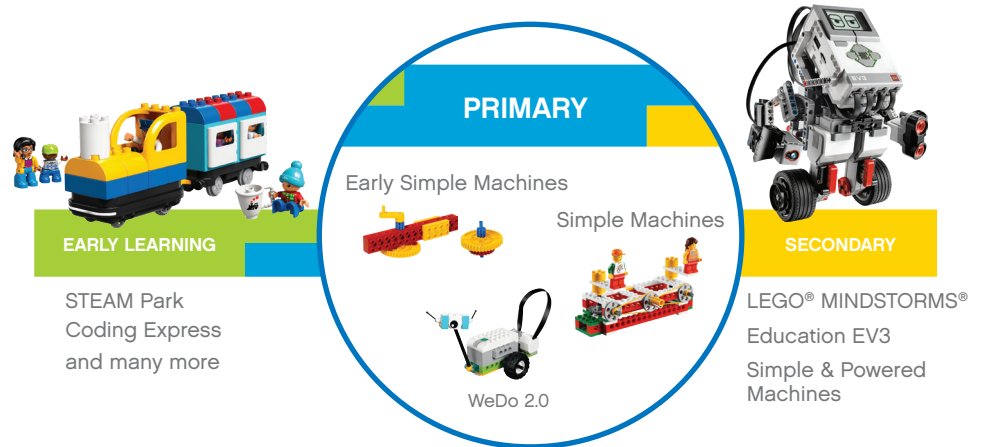 EARLY LEARNING
STEAM Park
Coding Express
and many more
PRIMARY
Early Simple Machines
Simple Machines
WeDo 2.0
EV3
SECONDARY
LEGO® MINDSTORMS®
Education EV3
Simple & Powered
Machines